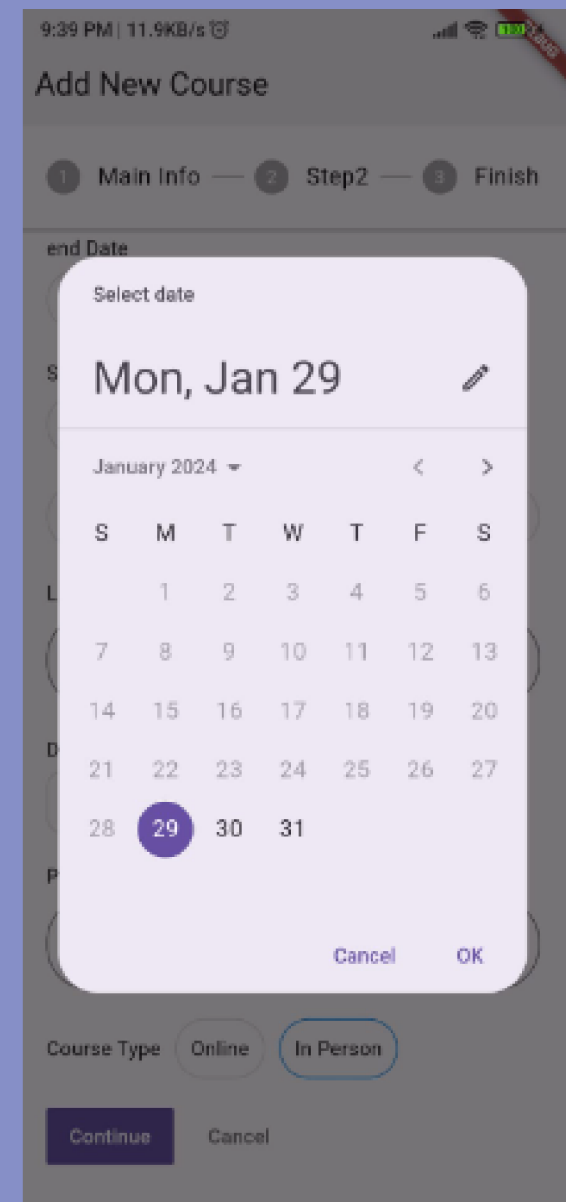 9:39 PM | 11.9KB/s
Add New Course
1 Main Info 2 Step2 3 Finish
end Date
Select date
S
Mon, Jan 29
January 2024
S M T W T F S
L
1 2 3 4 5 6
7 8 9 10 11 12 13
14 15 16 17 18 19 20
D
21 22 23 24 25 26 27
28 29 30 31
P
Cancel OK
Course Type Online In Person
Continue Cancel